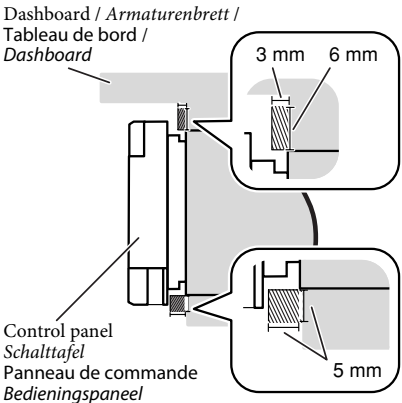 Dashboard / Armaturenbrett /
Tableau de bord /
Dashboard
3 mm
6 mm
Control panel
Schalttafel
Panneau de commande
Bedieningspaneel
5 mm